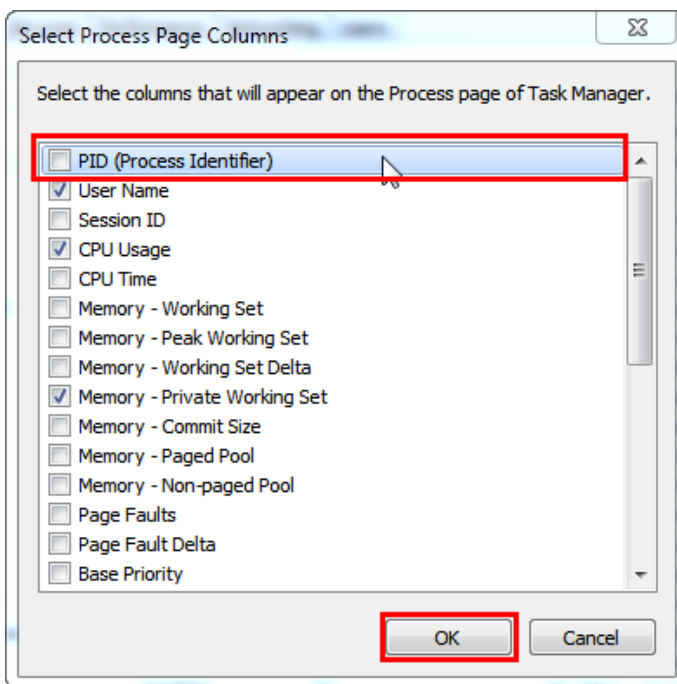 Select Process Page Columns
Select the columns that will appear on the Process page of Task Manager.
PID (Process Identifier)
User Name
Session ID
CPU Usage
CPU Time
Memory - Working Set
Memory - Peak Working Set
Memory - Working Set Delta
Memory - Private Working Set
Memory - Commit Size
Memory - Paged Pool
Memory - Non-paged Pool
Page Faults
Page Fault Delta
Base Priority
OK Cancel